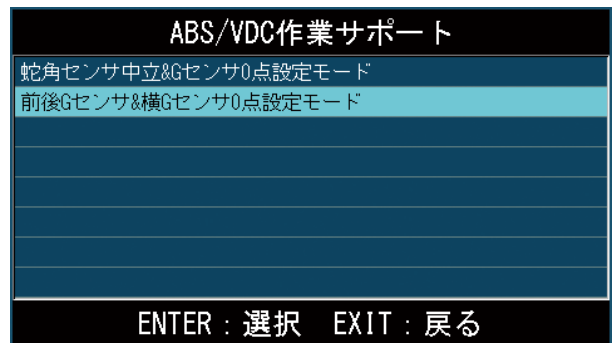 ABS/VDC作業サポート
蛇角センサ中立&Gセンサ0点設定モード
前後Gセンサ&横Gセンサ0点設定モード
ENTER：選択　EXIT：戻る